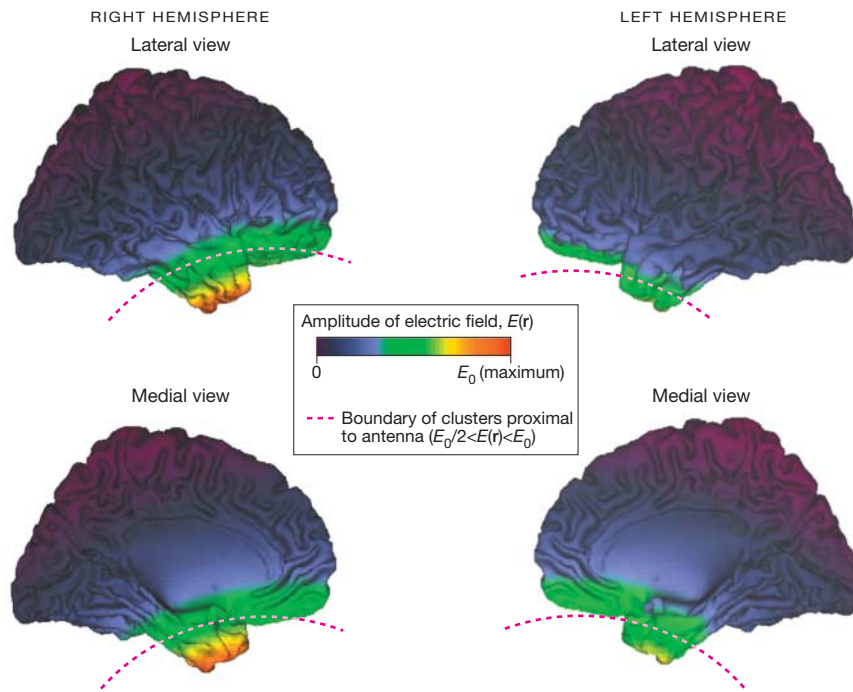 RIGHT HEMISPHERE
Lateral view
LEFT HEMISPHERE
Lateral view
Amplitude of electric field, E(r)
0
E₀ (maximum)
Boundary of clusters proximal
to antenna (E₀/2<E(r)<E₀)
Medial view
Medial view